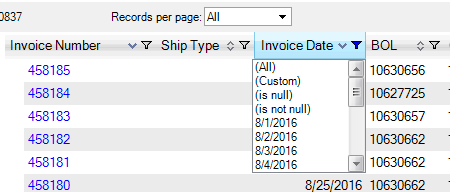 0837 Records per page: All
Invoice Number Ship Type Invoice Date BOL
458185 (All) 10630656
(Custom)
458184 (is null) 10627725
(is not null)
458183 8/1/2016 10630657
458182 8/2/2016 10630662
8/3/2016
458181 8/4/2016 10630662
458180 8/25/2016 10630662